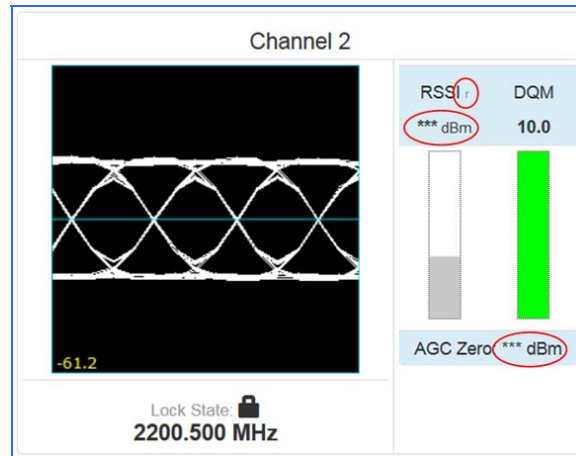 Channel 2
RSSI r
DQM
*** dBm
10.0
-61.2
AGC Zero *** dBm
Lock State:
2200.500 MHz